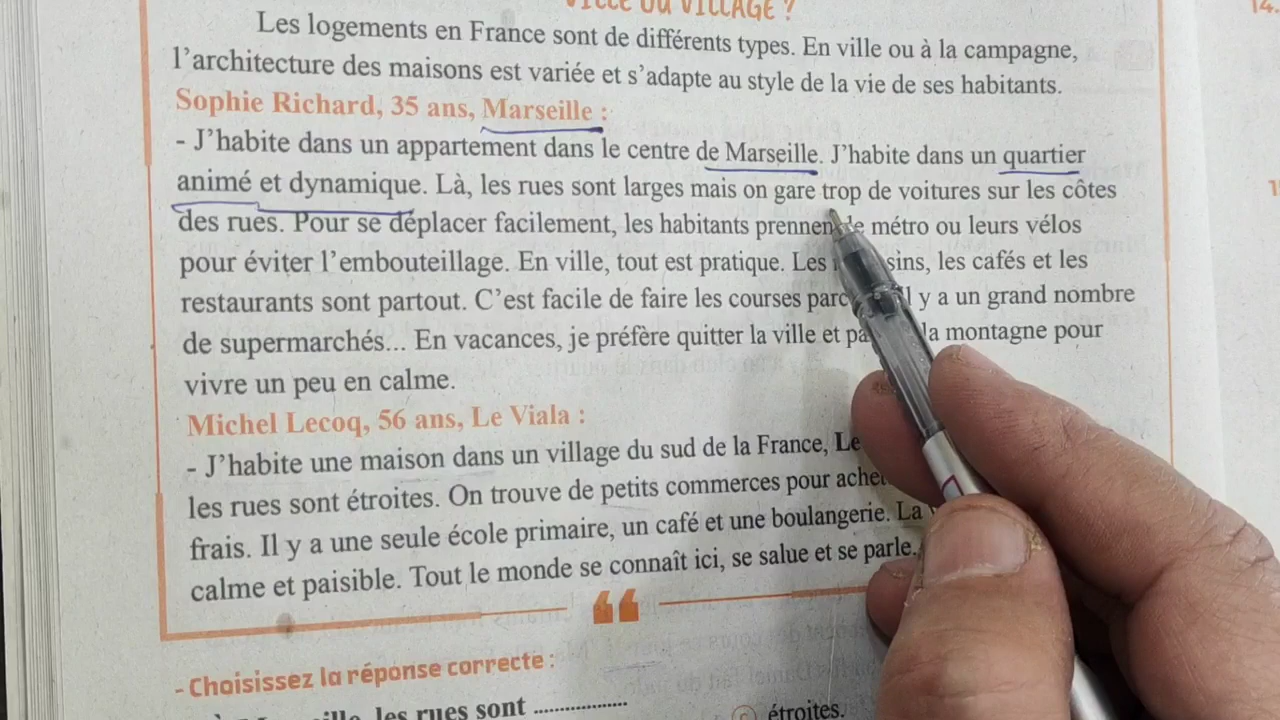 VILLE OU VILLAGE ?
Les logements en France sont de différents types. En ville ou à la campagne,
l'architecture des maisons est variée et s'adapte au style de la vie de ses habitants.
Sophie Richard, 35 ans, Marseille :
- J'habite dans un appartement dans le centre de Marseille. J'habite dans un quartier
animé et dynamique. Là, les rues sont larges mais on gare trop de voitures sur les côtes
des rues. Pour se déplacer facilement, les habitants prennen métro ou leurs vélos
pour éviter l'embouteillage. En ville, tout est pratique. Les sins, les cafés et les
restaurants sont partout. C'est facile de faire les courses parc l y a un grand nombre
de supermarchés... En vacances, je préfère quitter la ville et pa la montagne pour
vivre un peu en calme.
Michel Lecoq, 56 ans, Le Viala :
- J'habite une maison dans un village du sud de la France, Le
les rues sont étroites. On trouve de petits commerces pour ache
frais. Il y a une seule école primaire, un café et une boulangerie. La
calme et paisible. Tout le monde se connaît ici, se salue et se parle.
- Choisissez la réponse correcte :
les rues sont ..................
c étroites.
14.